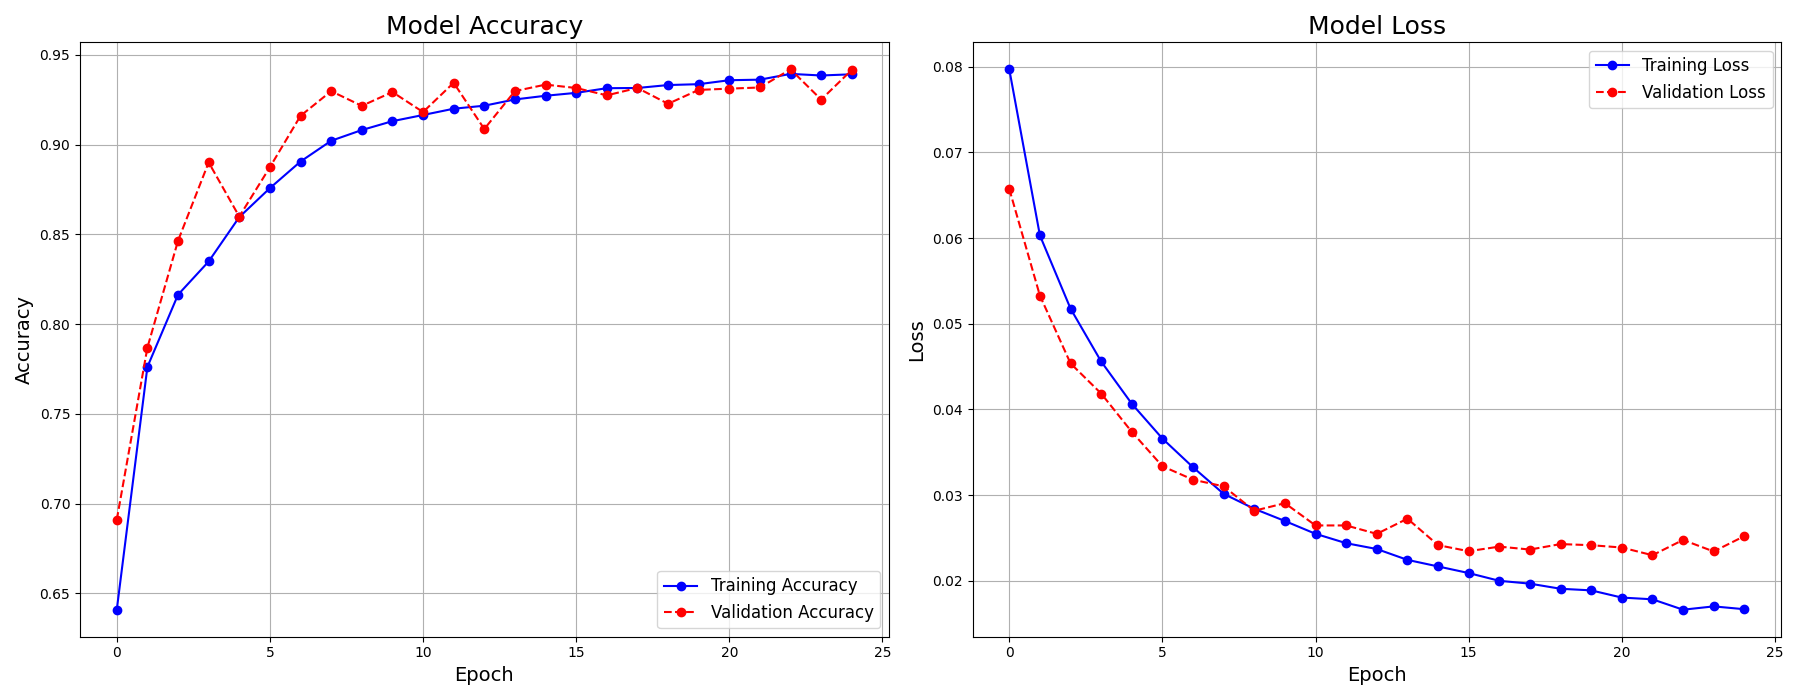 Model Accuracy
0.95
0.90
0.85
0.80
0.75
0.70
0.65
Accuracy
0
5
10
15
20
25
Epoch
Training Accuracy
Validation Accuracy
Model Loss
0.08
0.07
0.06
0.05
0.04
0.03
0.02
Loss
0
5
10
15
20
25
Epoch
Training Loss
Validation Loss